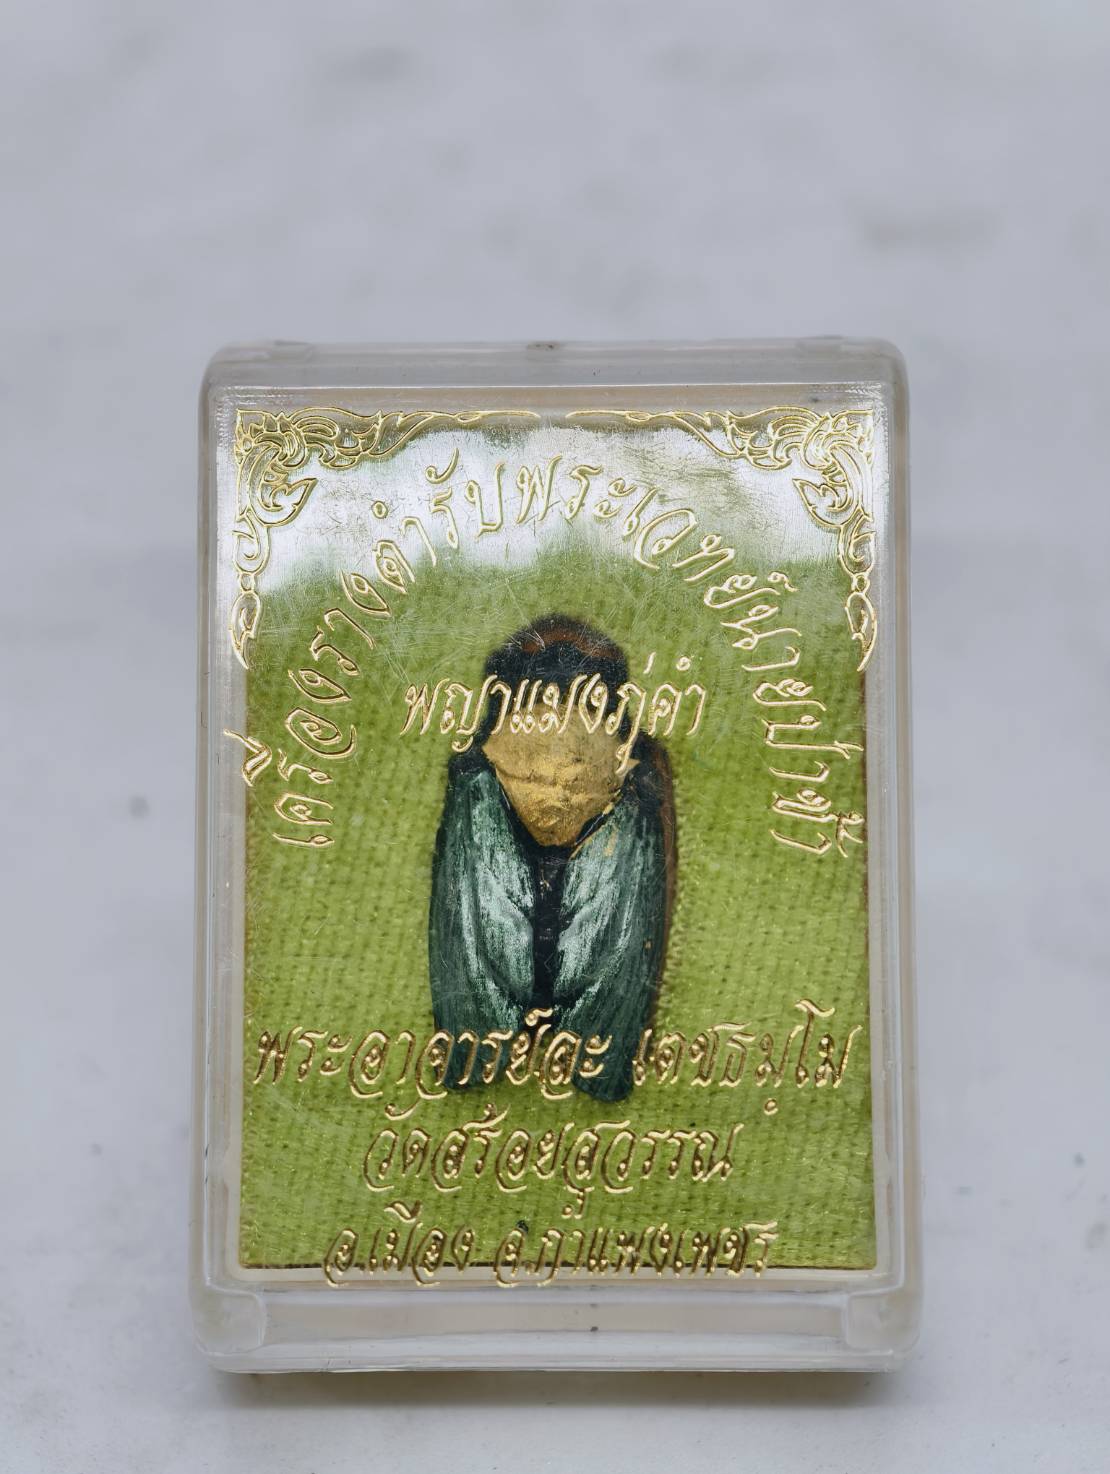 เครื่องรางตำรับพระเวทย์นายป่าช้า
พญาแมงภู่คำ
พระอาจารย์ละ เตชธมฺโม
วัดสร้อยสุวรรณ
อ.เมือง จ.กำแพงเพชร